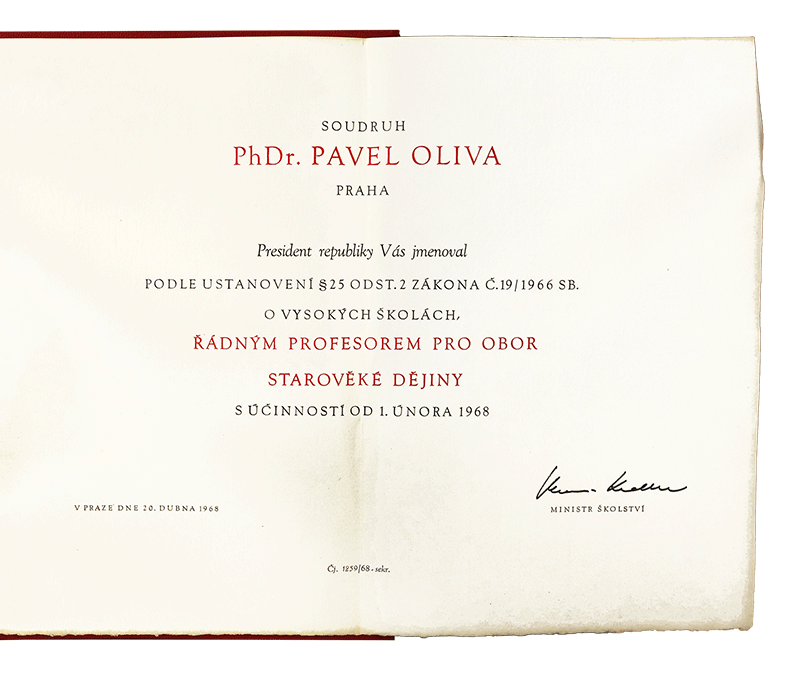 SOUDRUH
PhDr. PAVEL OLIVA
PRAHA
President republiky Vás jmenoval
PODLE USTANOVENÍ §25 ODST. 2 ZÁKONA Č.19/1966 SB.
O VYSOKÝCH ŠKOLÁCH,
ŘÁDNÝM PROFESOREM PRO OBOR
STAROVĚKÉ DĚJINY
S ÚČINNOSTÍ OD 1. ÚNORA 1968
V PRAZE DNE 20. DUBNA 1968
MINISTR ŠKOLSTVÍ
Čj. 1259/68-sekr.